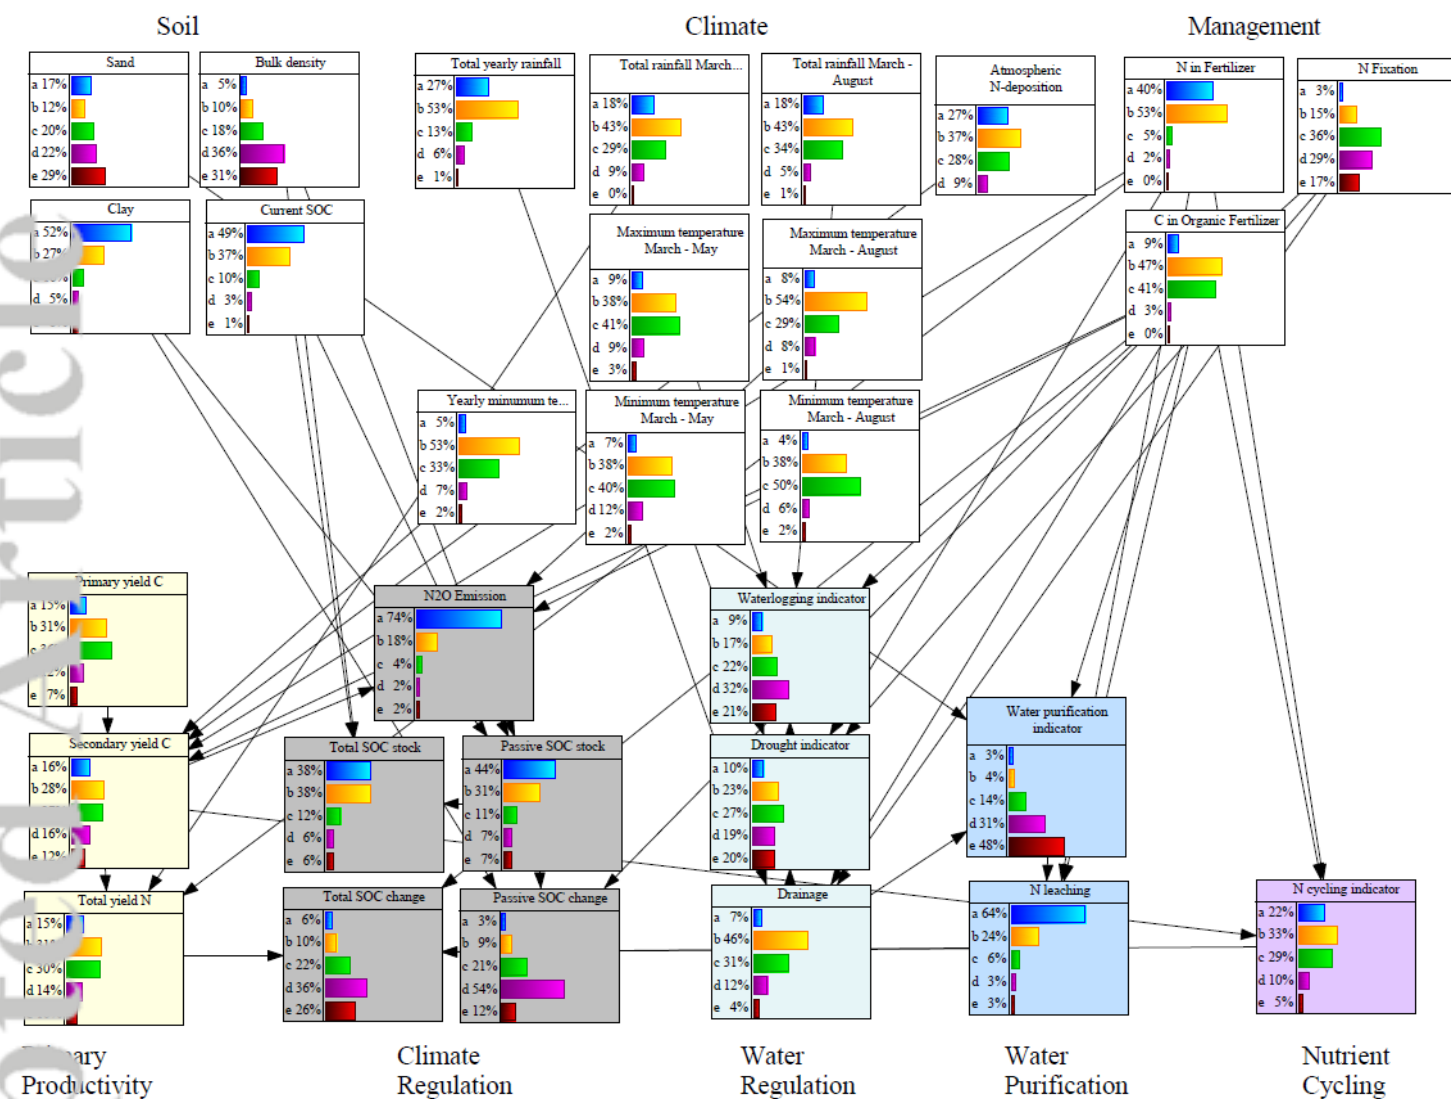 Soil
Climate
Management
Sand
a 17%
b 12%
c 20%
d 22%
e 29%
Bulk density
a 5%
b 10%
c 18%
d 36%
e 31%
Total yearly rainfall
a 27%
b 53%
c 13%
d 6%
e 1%
Total rainfall March...
a 18%
b 43%
c 29%
d 9%
e 0%
Total rainfall March -
August
a 18%
b 43%
c 34%
d 5%
e 1%
Atmospheric
N-deposition
a 27%
b 37%
c 28%
d 9%
N in Fertilizer
a 40%
b 53%
c 5%
d 2%
e 0%
N Fixation
a 3%
b 15%
c 36%
d 29%
e 17%
Clay
a 52%
b 27%
d 5%
Current SOC
a 49%
b 37%
c 10%
d 3%
e 1%
Maximum temperature
March - May
a 9%
b 38%
c 41%
d 9%
e 3%
Maximum temperature
March - August
a 8%
b 54%
c 29%
d 8%
e 1%
C in Organic Fertilizer
a 9%
b 47%
c 41%
d 3%
e 0%
Yearly minumum te...
a 5%
b 53%
c 33%
d 7%
e 2%
Minimum temperature
March - May
a 7%
b 38%
c 40%
d 12%
e 2%
Minimum temperature
March - August
a 4%
b 38%
c 50%
d 6%
e 2%
Primary yield C
a 15%
b 31%
e 7%
N2O Emission
a 74%
b 18%
c 4%
d 2%
e 2%
Waterlogging indicator
a 9%
b 17%
c 22%
d 32%
e 21%
Water purification
indicator
a 3%
b 4%
c 14%
d 31%
e 48%
Secondary yield C
a 16%
b 28%
d 16%
e 12%
Total SOC stock
a 38%
b 38%
c 12%
d 6%
e 6%
Passive SOC stock
a 44%
b 31%
c 11%
d 7%
e 7%
Drought indicator
a 10%
b 23%
c 27%
d 19%
e 20%
Total yield N
a 15%
b 31%
c 30%
d 14%
Total SOC change
a 6%
b 10%
c 22%
d 36%
e 26%
Passive SOC change
a 3%
b 9%
c 21%
d 54%
e 12%
Drainage
a 7%
b 46%
c 31%
d 12%
e 4%
N leaching
a 64%
b 24%
c 6%
d 3%
e 3%
N cycling indicator
a 22%
b 33%
c 29%
d 10%
e 5%
Primary
Productivity
Climate
Regulation
Water
Regulation
Water
Purification
Nutrient
Cycling
Article